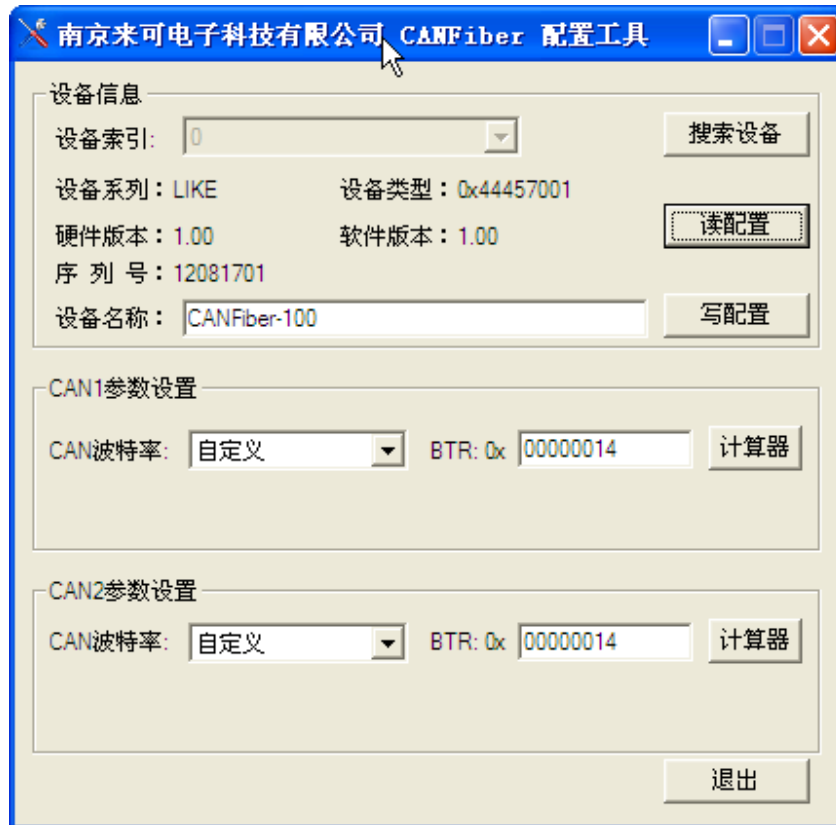 南京来可电子科技有限公司 CANFiber 配置工具
设备信息
设备索引: 0 搜索设备
设备系列：LIKE 设备类型：0x44457001
读配置
硬件版本：1.00 软件版本：1.00
序 列 号：12081701
设备名称： CANFiber-100 写配置
CAN1参数设置
CAN波特率: 自定义 BTR: 0x 00000014 计算器
CAN2参数设置
CAN波特率: 自定义 BTR: 0x 00000014 计算器
退出